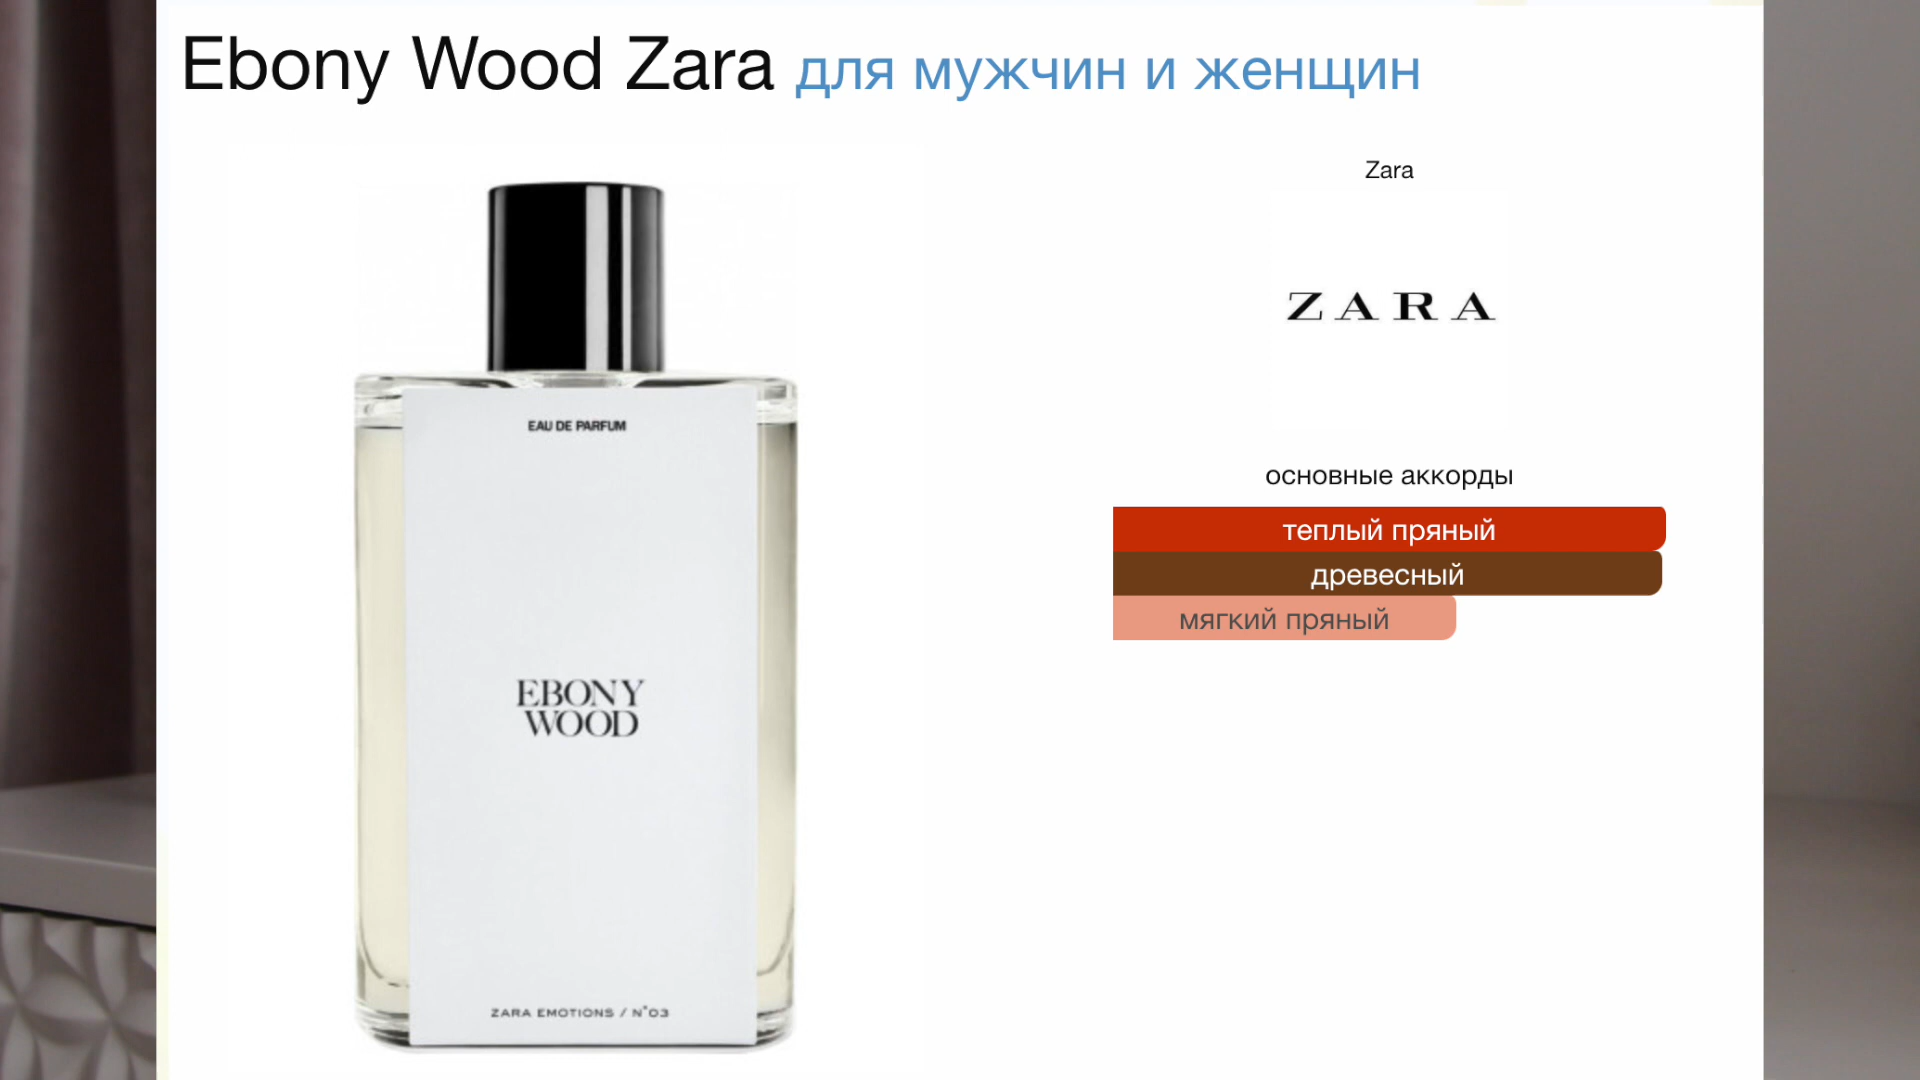 Ebony Wood Zara для мужчин и женщин
Zara
ZARA
EAU DE PARFUM
EBONY
WOOD
ZARA EMOTIONS / N°03
основные аккорды
теплый пряный
древесный
мягкий пряный